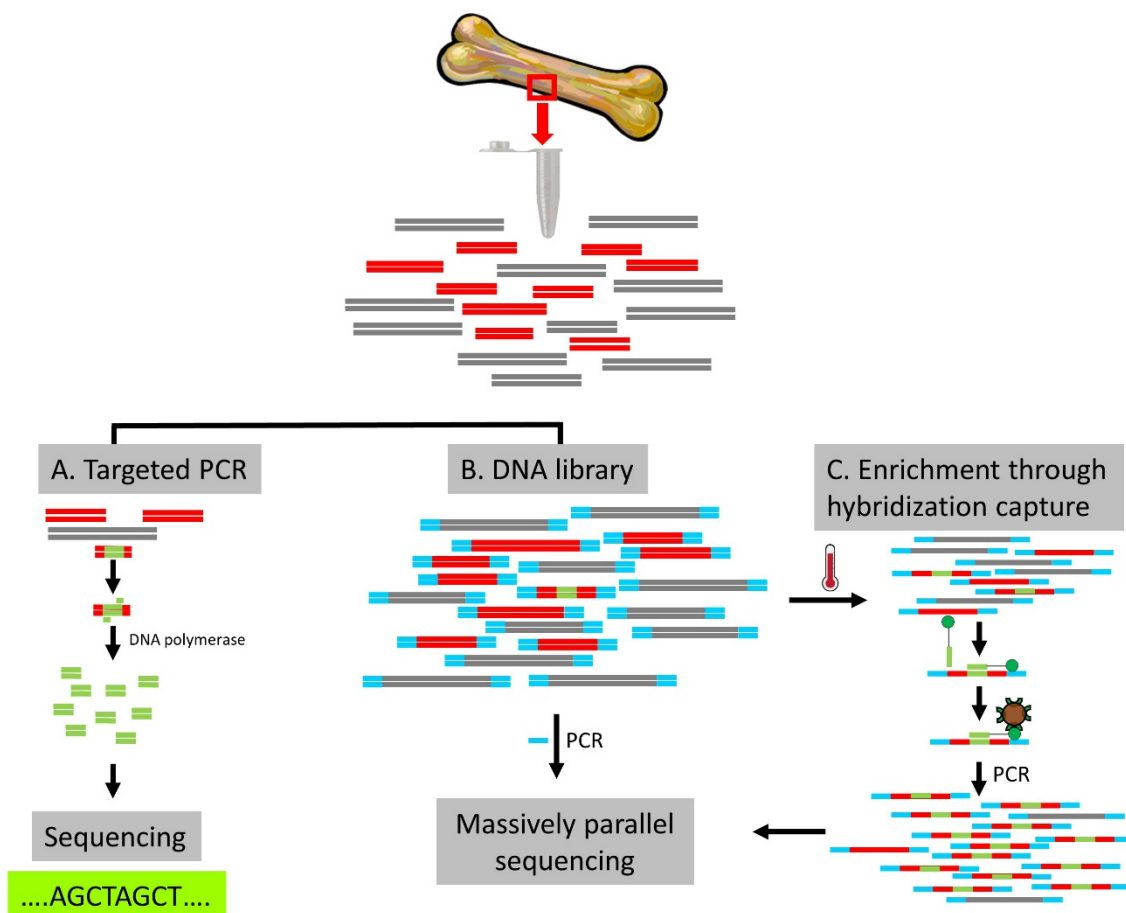 A. Targeted PCR
B. DNA library
C. Enrichment through
hybridization capture
DNA polymerase
PCR
PCR
Sequencing
Massively parallel
sequencing
....AGCTAGCT....